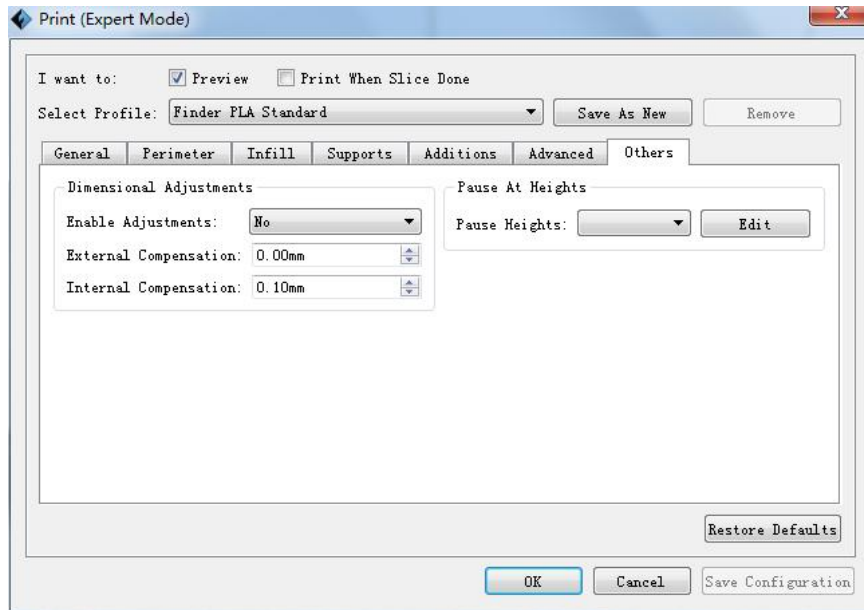 Print (Expert Mode)
I want to: Preview Print When Slice Done
Select Profile: Finder PLA Standard Save As New Remove
General Perimeter Infill Supports Additions Advanced Others
Dimensional Adjustments Pause At Heights
Enable Adjustments: No Pause Heights: Edit
External Compensation: 0.00mm
Internal Compensation: 0.10mm
Restore Defaults
OK Cancel Save Configuration